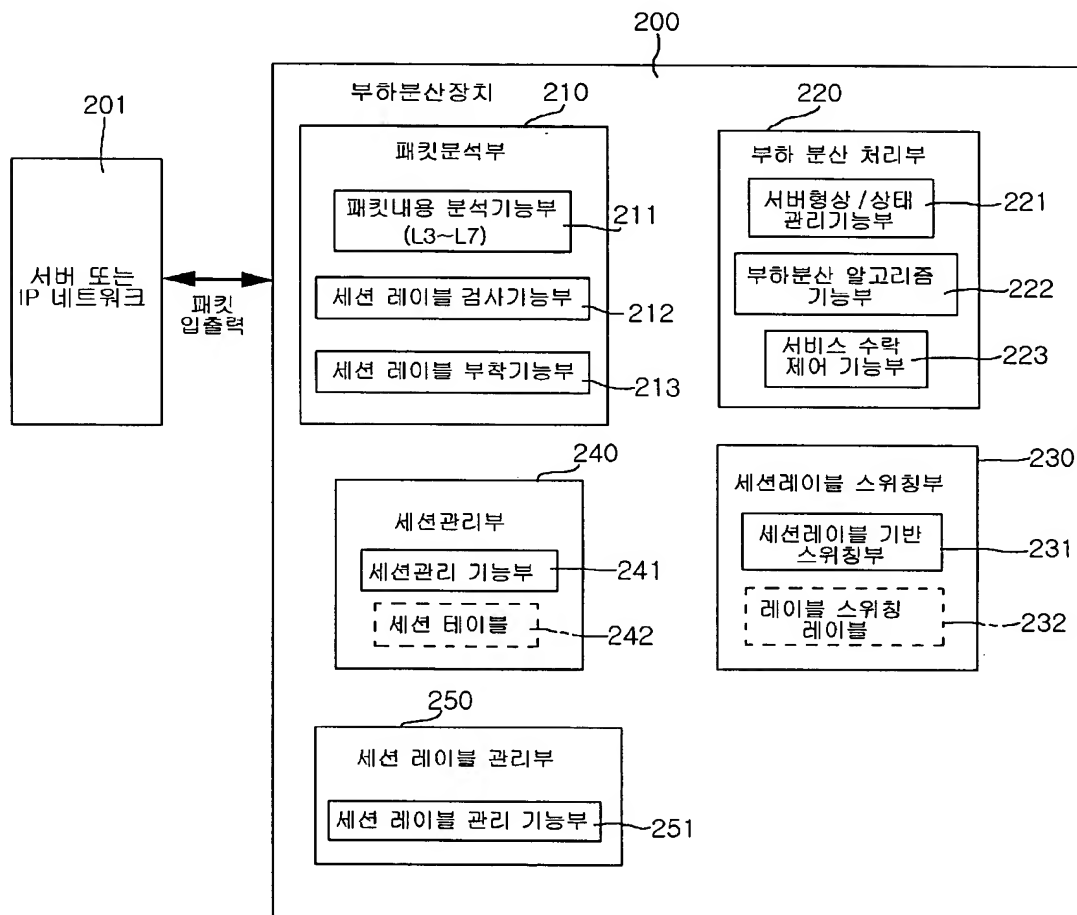 200
부하분산장치
201
서버 또는
IP 네트워크
패킷
입출력
210
패킷분석부
패킷내용 분석기능부
(L3~L7)
211
세션 레이블 검사기능부
212
세션 레이블 부착기능부
213
220
부하 분산 처리부
서버형상/상태
관리기능부
221
부하분산 알고리즘
기능부
222
서비스 수락
제어 기능부
223
240
세션관리부
세션관리 기능부
241
세션 테이블
242
230
세션레이블 스위칭부
세션레이블 기반
스위칭부
231
레이블 스위칭
레이블
232
250
세션 레이블 관리부
세션 레이블 관리 기능부
251